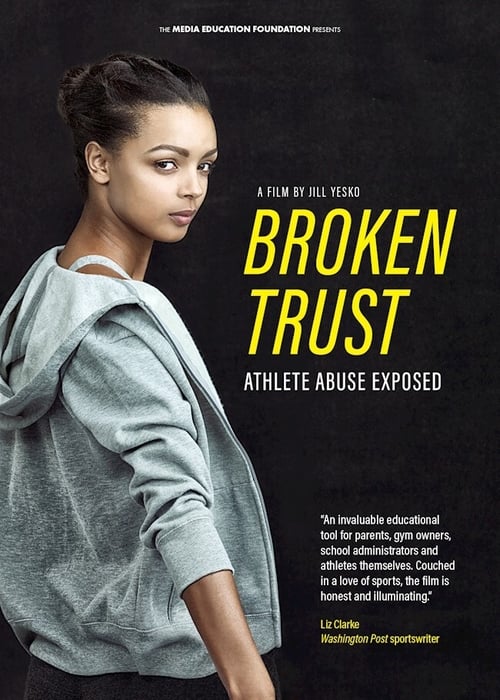 THE MEDIA EDUCATION FOUNDATION PRESENTS
A FILM BY JILL YESKO
BROKEN
TRUST
ATHLETE ABUSE EXPOSED
"An invaluable educational
tool for parents, gym owners,
school administrators and
athletes themselves. Couched
in a love of sports, the film is
honest and illuminating."
Liz Clarke
Washington Post sportswriter